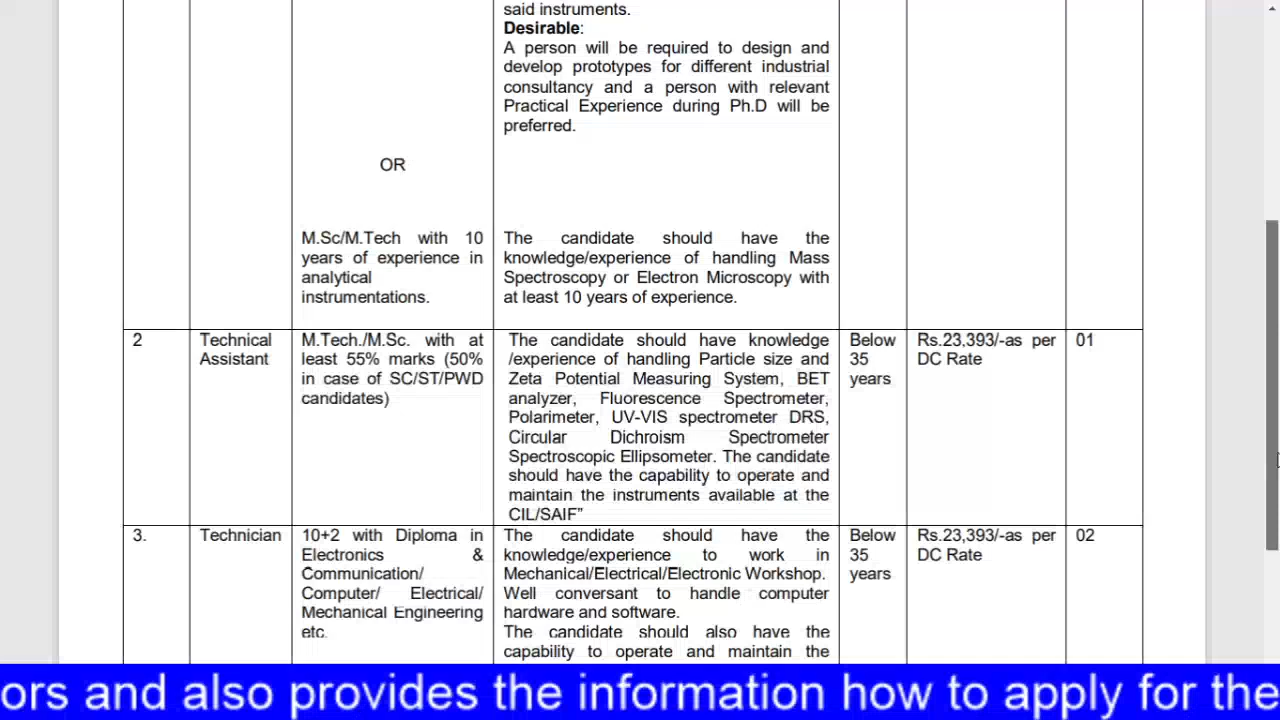 said instruments.
Desirable:
A person will be required to design and
develop prototypes for different industrial
consultancy and a person with relevant
Practical Experience during Ph.D will be
preferred.
OR
M.Sc/M.Tech with 10
years of experience in
analytical
instrumentations.
The candidate should have the
knowledge/experience of handling Mass
Spectroscopy or Electron Microscopy with
at least 10 years of experience.
2
Technical
Assistant
M.Tech./M.Sc. with at
least 55% marks (50%
in case of SC/ST/PWD
candidates)
The candidate should have knowledge
/experience of handling Particle size and
Zeta Potential Measuring System, BET
analyzer, Fluorescence Spectrometer,
Polarimeter, UV-VIS spectrometer DRS,
Circular Dichroism Spectrometer
Spectroscopic Ellipsometer. The candidate
should have the capability to operate and
maintain the instruments available at the
CIL/SAIF”
Below
35
years
Rs.23,393/-as per
DC Rate
01
3.
Technician
10+2 with Diploma in
Electronics &
Communication/
Computer/ Electrical/
Mechanical Engineering
etc.
The candidate should have the
knowledge/experience to work in
Mechanical/Electrical/Electronic Workshop.
Well conversant to handle computer
hardware and software.
The candidate should also have the
capability to operate and maintain the
Below
35
years
Rs.23,393/-as per
DC Rate
02
ors and also provides the information how to apply for the